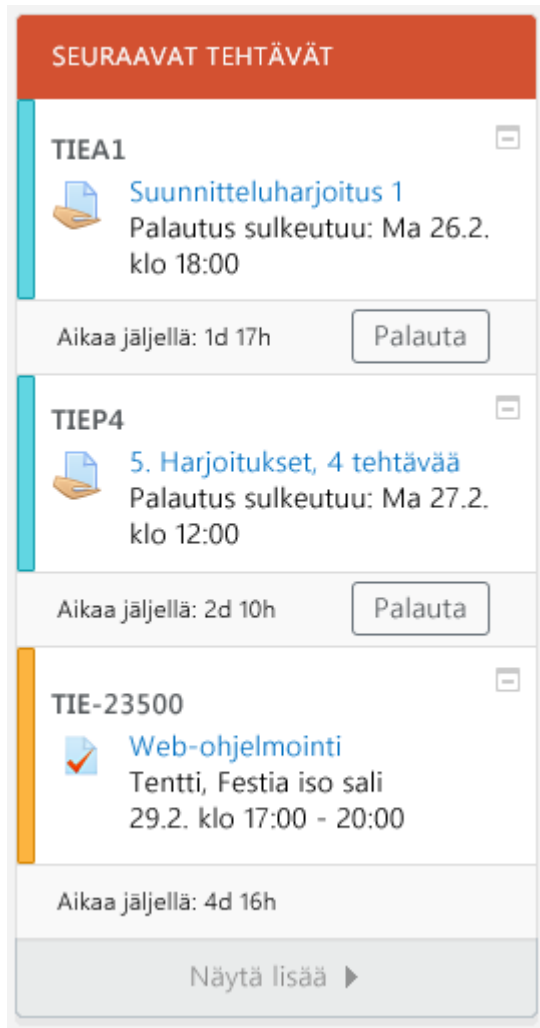 SEURAAVAT TEHTÄVÄT
TIEA1
Suunnitteluharjoitus 1
Palautus sulkeutuu: Ma 26.2.
klo 18:00
Aikaa jäljellä: 1d 17h
Palauta
TIEP4
5. Harjoitukset, 4 tehtävää
Palautus sulkeutuu: Ma 27.2.
klo 12:00
Aikaa jäljellä: 2d 10h
Palauta
TIE-23500
Web-ohjelmointi
Tentti, Festia iso sali
29.2. klo 17:00 - 20:00
Aikaa jäljellä: 4d 16h
Näytä lisää